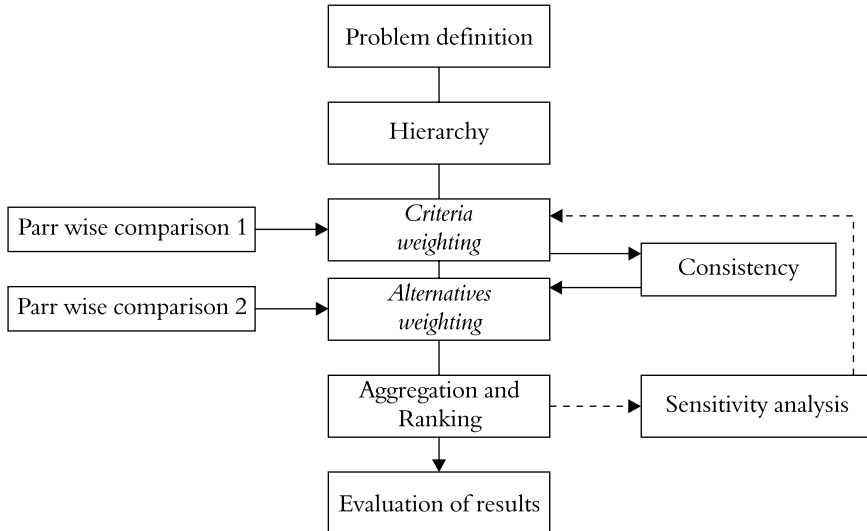 Problem definition
Hierarchy
Parr wise comparison 1
Criteria
weighting
Consistency
Parr wise comparison 2
Alternatives
weighting
Aggregation and
Ranking
Sensitivity analysis
Evaluation of results